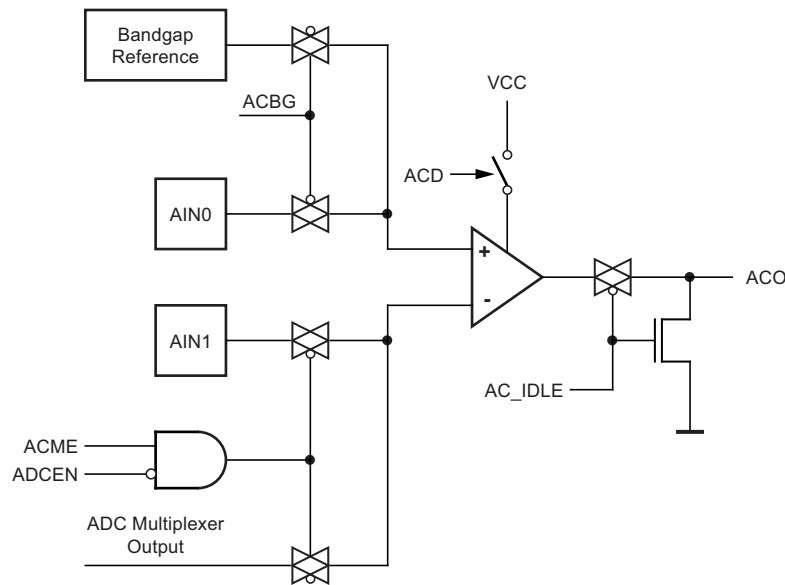 Bandgap
Reference
ACBG
VCC
ACD
AIN0
+
-
ACO
AIN1
AC_IDLE
ACME
ADCEN
ADC Multiplexer
Output